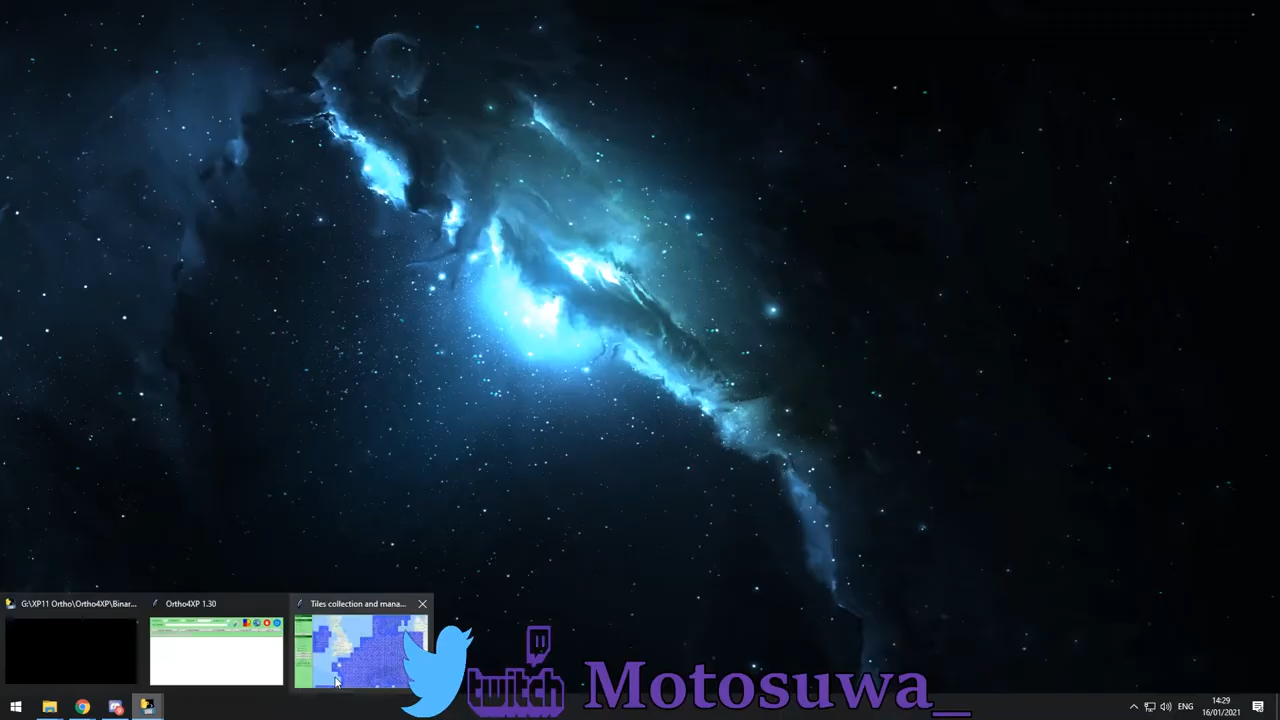 G:\XP11 Ortho\Ortho4XP\Binar...
Ortho4XP 1.30
Tiles collection and mana...
twitch
Motosuwa_
ENG
14:29
16/01/2021